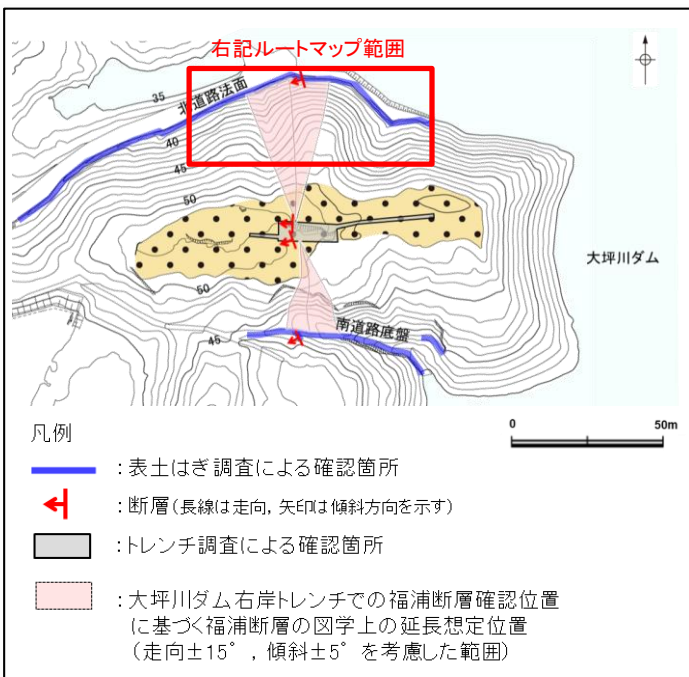 右記ルートマップ範囲
35
北道路法面
40
45
50
大坪川ダム
50
南道路底盤
45
0 50m
凡例
：表土はぎ調査による確認箇所
：断層（長線は走向，矢印は傾斜方向を示す）
：トレンチ調査による確認箇所
：大坪川ダム右岸トレンチでの福浦断層確認位置
に基づく福浦断層の図学上の延長想定位置
（走向±15°，傾斜±5°を考慮した範囲）